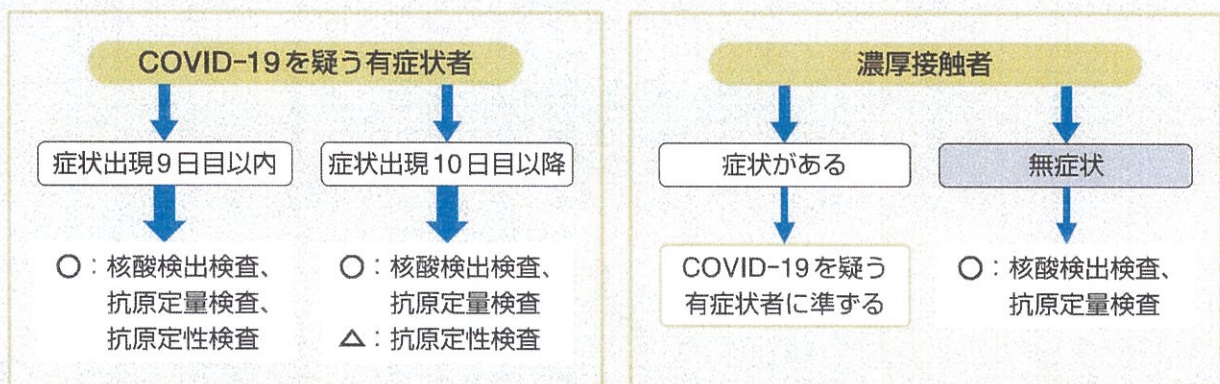 COVID-19を疑う有症状者
症状出現9日目以内
○：核酸検出検査、
抗原定量検査、
抗原定性検査
症状出現10日目以降
○：核酸検出検査、
抗原定量検査
△：抗原定性検査
濃厚接触者
症状がある
COVID-19を疑う
有症状者に準ずる
無症状
○：核酸検出検査、
抗原定量検査